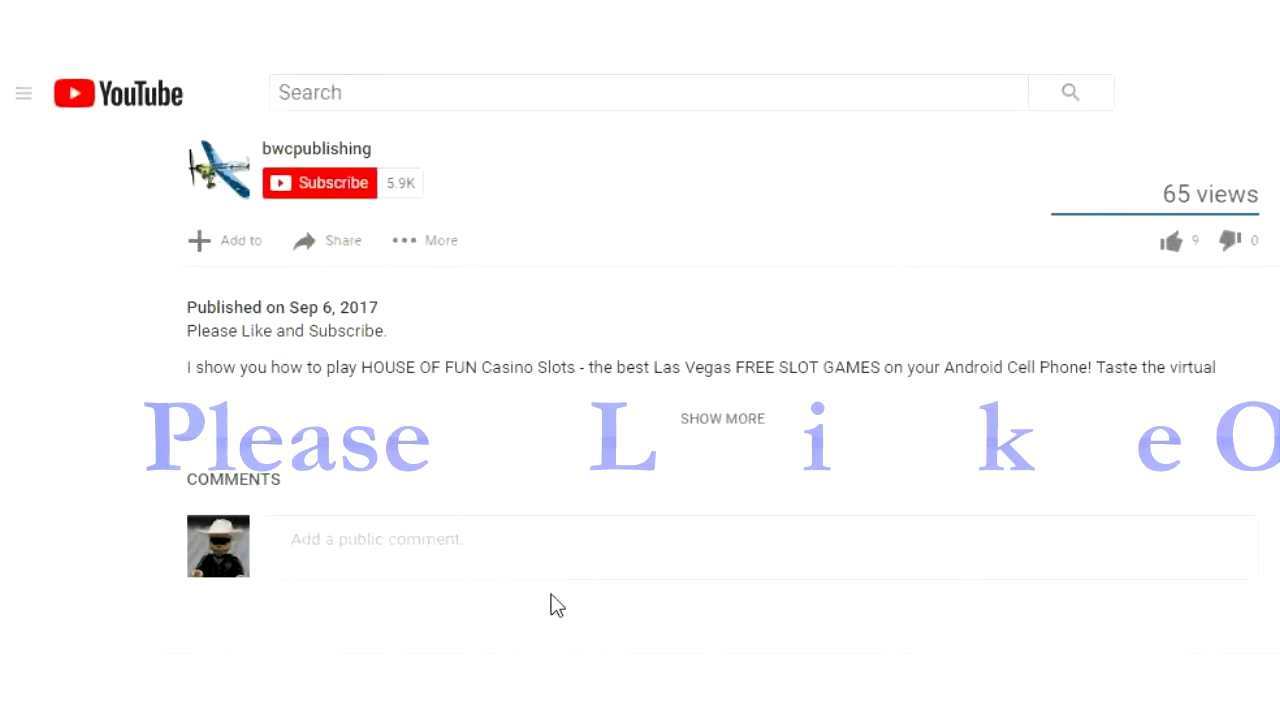 YouTube
Search
bwcpublishing
Subscribe 5.9K
65 views
Add to Share More
9 0
Published on Sep 6, 2017
Please Like and Subscribe.
I show you how to play HOUSE OF FUN Casino Slots - the best Las Vegas FREE SLOT GAMES on your Android Cell Phone! Taste the virtual
SHOW MORE
Please L i k e O
COMMENTS
Add a public comment.